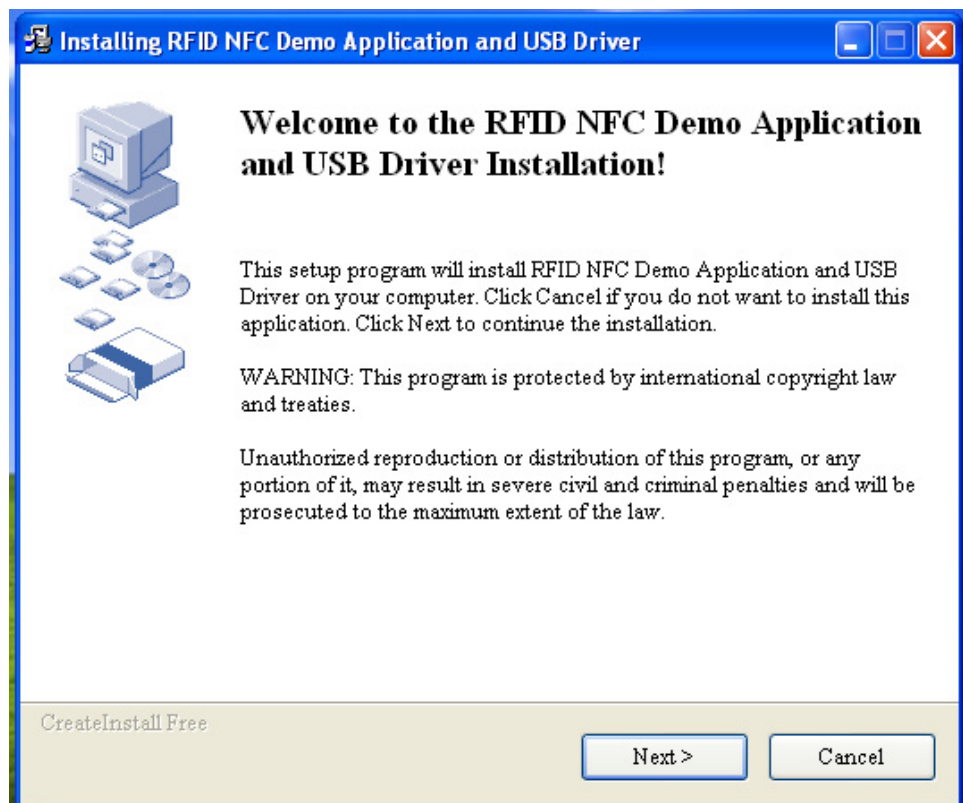 Installing RFID NFC Demo Application and USB Driver
Welcome to the RFID NFC Demo Application
and USB Driver Installation!
This setup program will install RFID NFC Demo Application and USB
Driver on your computer. Click Cancel if you do not want to install this
application. Click Next to continue the installation.
WARNING: This program is protected by international copyright law
and treaties.
Unauthorized reproduction or distribution of this program, or any
portion of it, may result in severe civil and criminal penalties and will be
prosecuted to the maximum extent of the law.
CreateInstall Free
Next >
Cancel